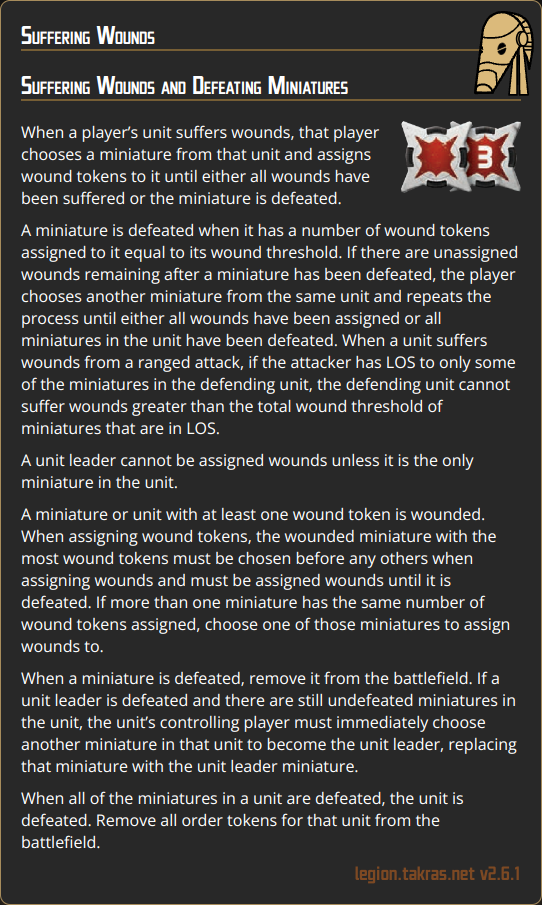 Suffering Wounds
Suffering Wounds and Defeating Miniatures
When a player's unit suffers wounds, that player
chooses a miniature from that unit and assigns
wound tokens to it until either all wounds have
been suffered or the miniature is defeated.
3
A miniature is defeated when it has a number of wound tokens
assigned to it equal to its wound threshold. If there are unassigned
wounds remaining after a miniature has been defeated, the player
chooses another miniature from the same unit and repeats the
process until either all wounds have been assigned or all
miniatures in the unit have been defeated. When a unit suffers
wounds from a ranged attack, if the attacker has LOS to only some
of the miniatures in the defending unit, the defending unit cannot
suffer wounds greater than the total wound threshold of
miniatures that are in LOS.
A unit leader cannot be assigned wounds unless it is the only
miniature in the unit.
A miniature or unit with at least one wound token is wounded.
When assigning wound tokens, the wounded miniature with the
most wound tokens must be chosen before any others when
assigning wounds and must be assigned wounds until it is
defeated. If more than one miniature has the same number of
wound tokens assigned, choose one of those miniatures to assign
wounds to.
When a miniature is defeated, remove it from the battlefield. If a
unit leader is defeated and there are still undefeated miniatures in
the unit, the unit's controlling player must immediately choose
another miniature in that unit to become the unit leader, replacing
that miniature with the unit leader miniature.
When all of the miniatures in a unit are defeated, the unit is
defeated. Remove all order tokens for that unit from the
battlefield.
legion.takras.net v2.6.1